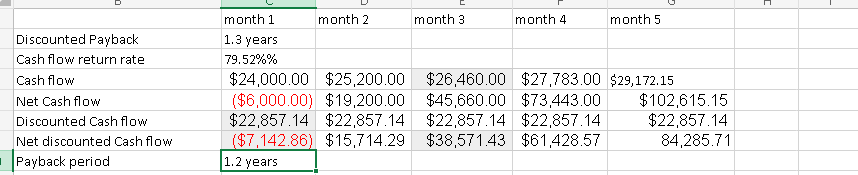 B C D E F G H I
month 1 month 2 month 3 month 4 month 5
Discounted Payback 1.3 years
Cash flow return rate 79.52%%
Cash flow $24,000.00 $25,200.00 $26,460.00 $27,783.00 $29,172.15
Net Cash flow ($6,000.00) $19,200.00 $45,660.00 $73,443.00 $102,615.15
Discounted Cash flow $22,857.14 $22,857.14 $22,857.14 $22,857.14 $22,857.14
Net discounted Cash flow ($7,142.86) $15,714.29 $38,571.43 $61,428.57 84,285.71
Payback period 1.2 years